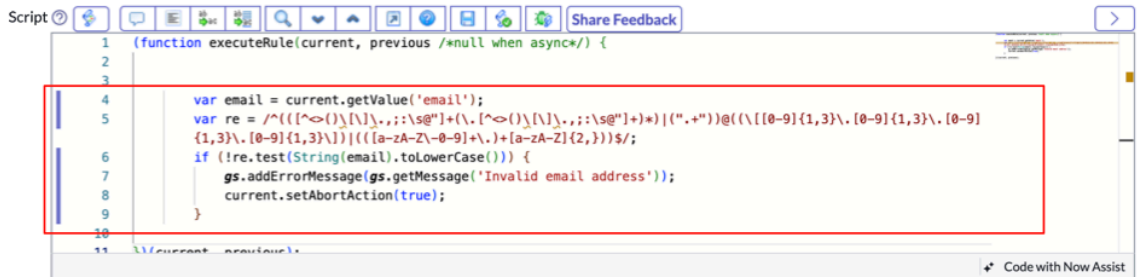 Script
Share Feedback
1 (function executeRule(current, previous /*null when async*/) {
2
3
4 var email = current.getValue('email');
5 var re = /^(([^<>()\[\]\.,;:\s@"]+(\.[^<>()\[\]\.,;:\s@"]+)*)|(".+"))@((\[[0-9]{1,3}\.[0-9]{1,3}\.[0-9]
{1,3}\.[0-9]{1,3}\])|(([a-zA-Z\-0-9]+\.)+[a-zA-Z]{2,}))$/;
6 if (!re.test(String(email).toLowerCase())) {
7 gs.addErrorMessage(gs.getMessage('Invalid email address'));
8 current.setAbortAction(true);
9 }
10
11 })(current, previous);
Code with Now Assist